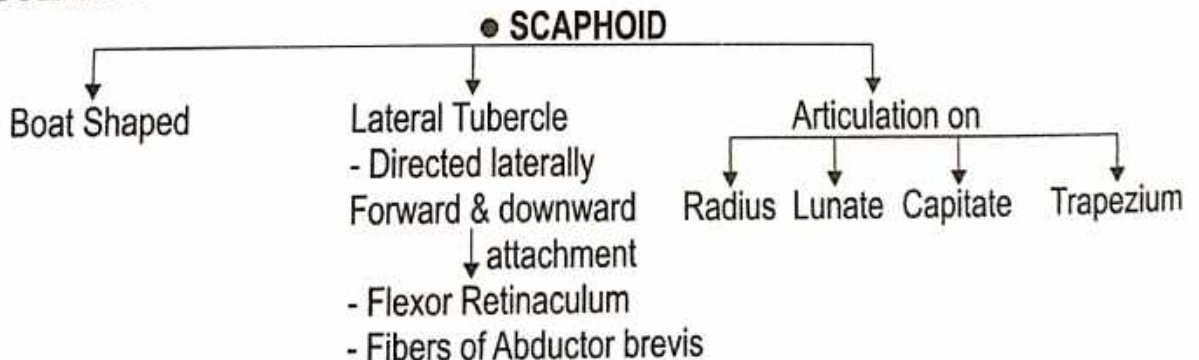 ● SCAPHOID
Boat Shaped
Lateral Tubercle
- Directed laterally
Forward & downward
attachment
- Flexor Retinaculum
- Fibers of Abductor brevis
Articulation on
Radius Lunate Capitate Trapezium